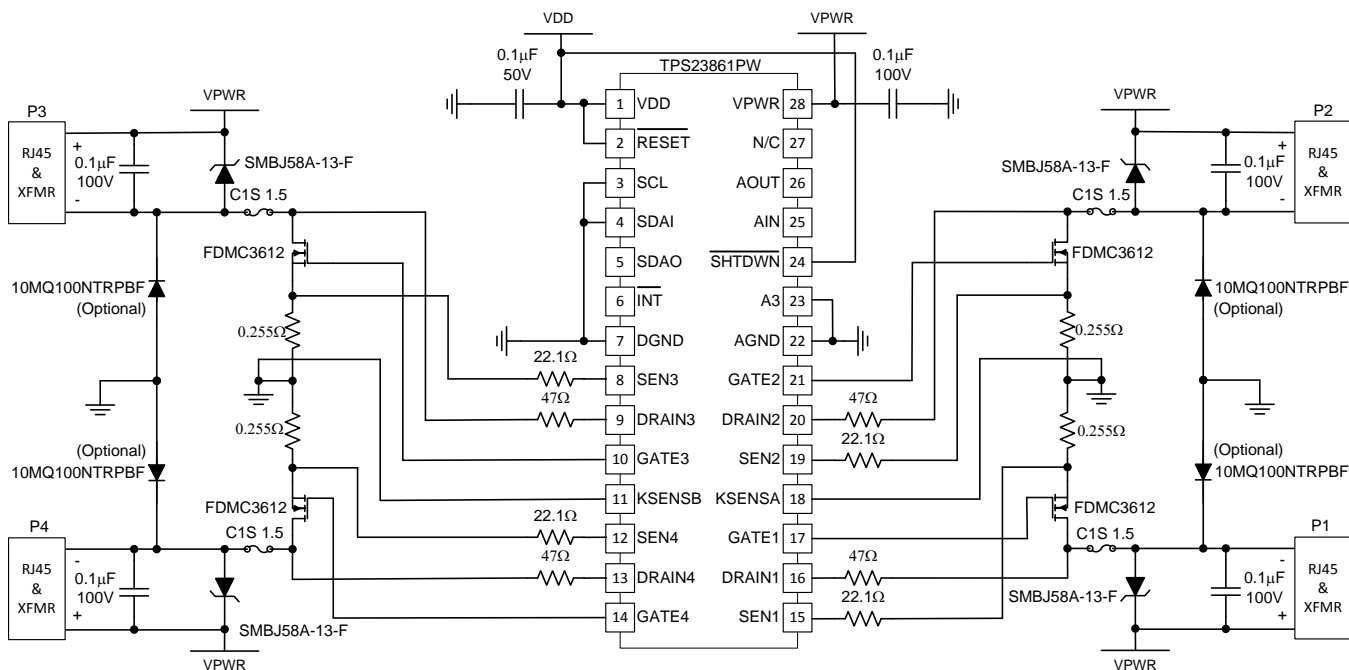 VDD
VPWR
0.1μF
50V
0.1μF
100V
TPS23861PW
P3
VPWR
RJ45
&
XFMR
+
-
0.1μF
100V
SMBJ58A-13-F
C1S 1.5
FDMC3612
10MQ100NTRPBF
(Optional)
0.255Ω
0.255Ω
(Optional)
10MQ100NTRPBF
FDMC3612
C1S 1.5
P4
RJ45
&
XFMR
-
+
0.1μF
100V
SMBJ58A-13-F
VPWR
22.1Ω
47Ω
22.1Ω
47Ω
1 VDD
2 RESET
3 SCL
4 SDAI
5 SDAO
6 INT
7 DGND
8 SEN3
9 DRAIN3
10 GATE3
11 KSENSB
12 SEN4
13 DRAIN4
14 GATE4
VPWR 28
N/C 27
AOUT 26
AIN 25
SHTDWN 24
A3 23
AGND 22
GATE2 21
DRAIN2 20
SEN2 19
KSENSA 18
GATE1 17
DRAIN1 16
SEN1 15
47Ω
22.1Ω
47Ω
22.1Ω
VPWR
P2
RJ45
&
XFMR
+
-
0.1μF
100V
SMBJ58A-13-F
C1S 1.5
FDMC3612
10MQ100NTRPBF
(Optional)
0.255Ω
0.255Ω
(Optional)
10MQ100NTRPBF
FDMC3612
C1S 1.5
P1
RJ45
&
XFMR
-
+
0.1μF
100V
SMBJ58A-13-F
VPWR